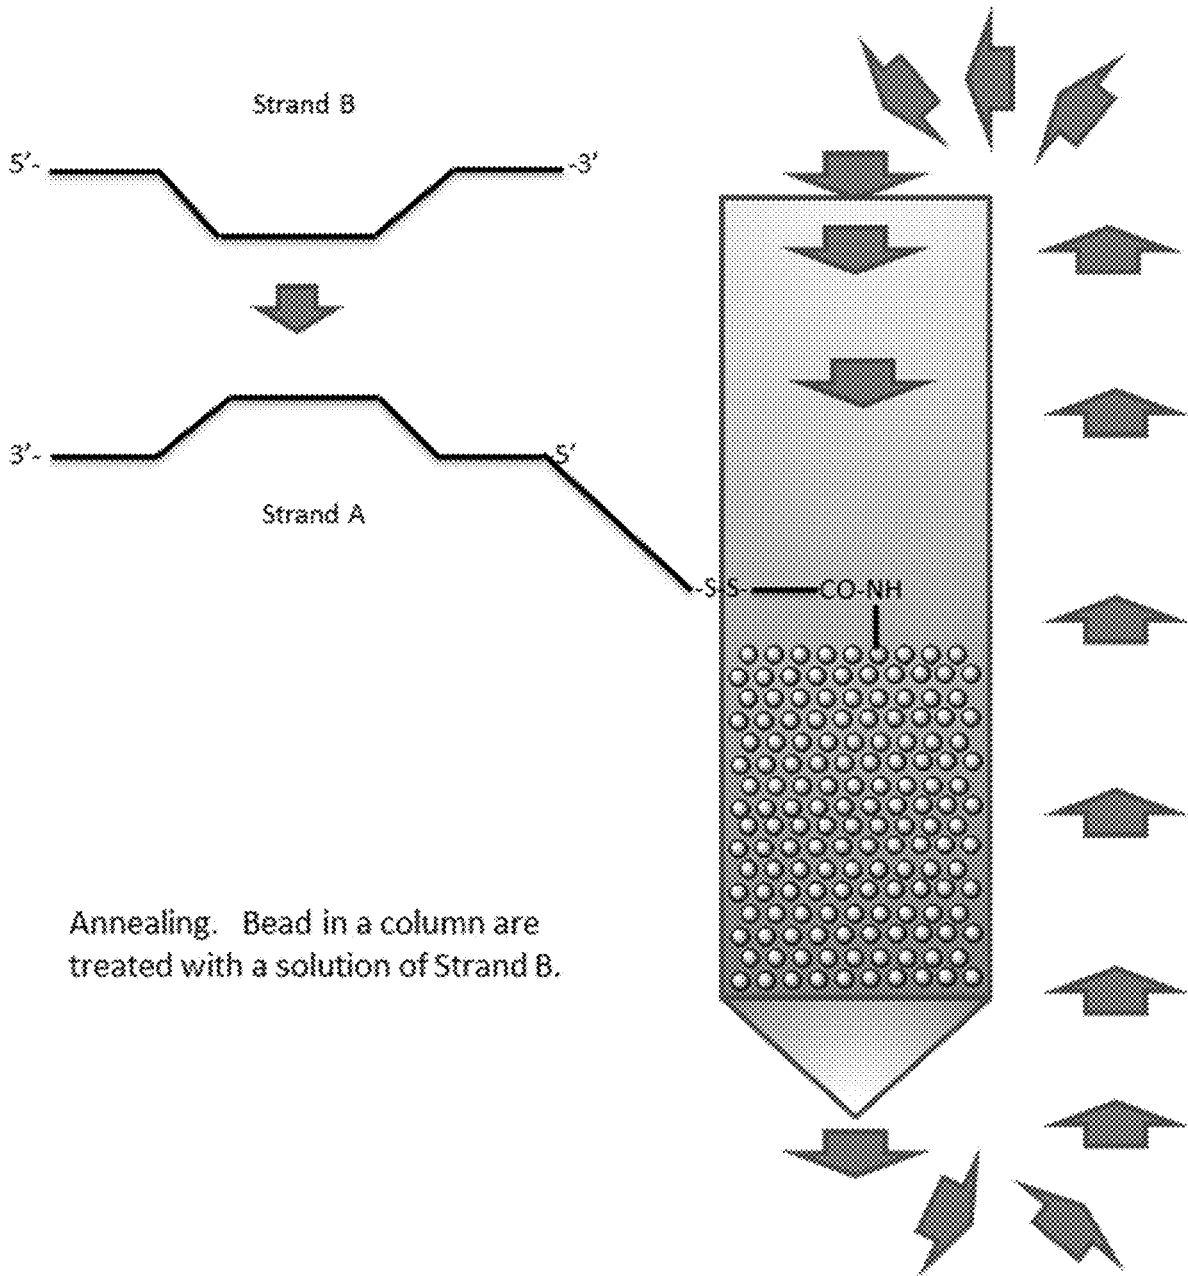 Strand B
5'-
-3'
3'-
-5'
Strand A
-S-S-
CO-NH
Annealing. Bead in a column are
treated with a solution of Strand B.